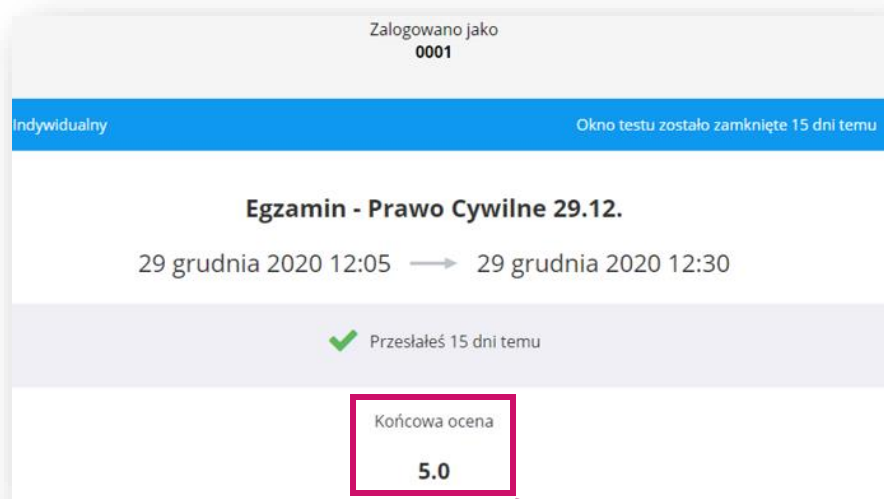 Zalogowano jako
0001
Indywidualny
Okno testu zostało zamknięte 15 dni temu
Egzamin - Prawo Cywilne 29.12.
29 grudnia 2020 12:05 → 29 grudnia 2020 12:30
Przesłałeś 15 dni temu
Końcowa ocena
5.0